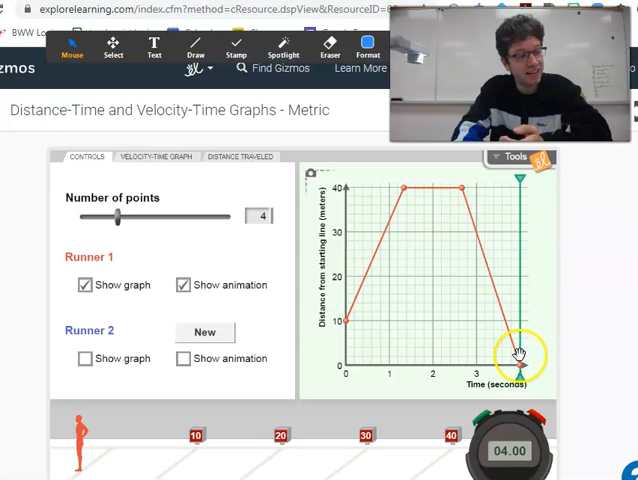 explorelearning.com/index.cfm?method=cResource.dspView&ResourceID=6
BWW Login
Mouse Select Text Draw Stamp Spotlight Eraser Format
izmos Find Gizmos Learn More
Distance-Time and Velocity-Time Graphs - Metric
CONTROLS VELOCITY-TIME GRAPH DISTANCE TRAVELED
Tools
Number of points
4
Runner 1
Show graph Show animation
Runner 2 New
Show graph Show animation
Distance from starting line (meters)
40
30
20
10
0
0 1 2 3
Time (seconds)
10 20 30 40
04.00